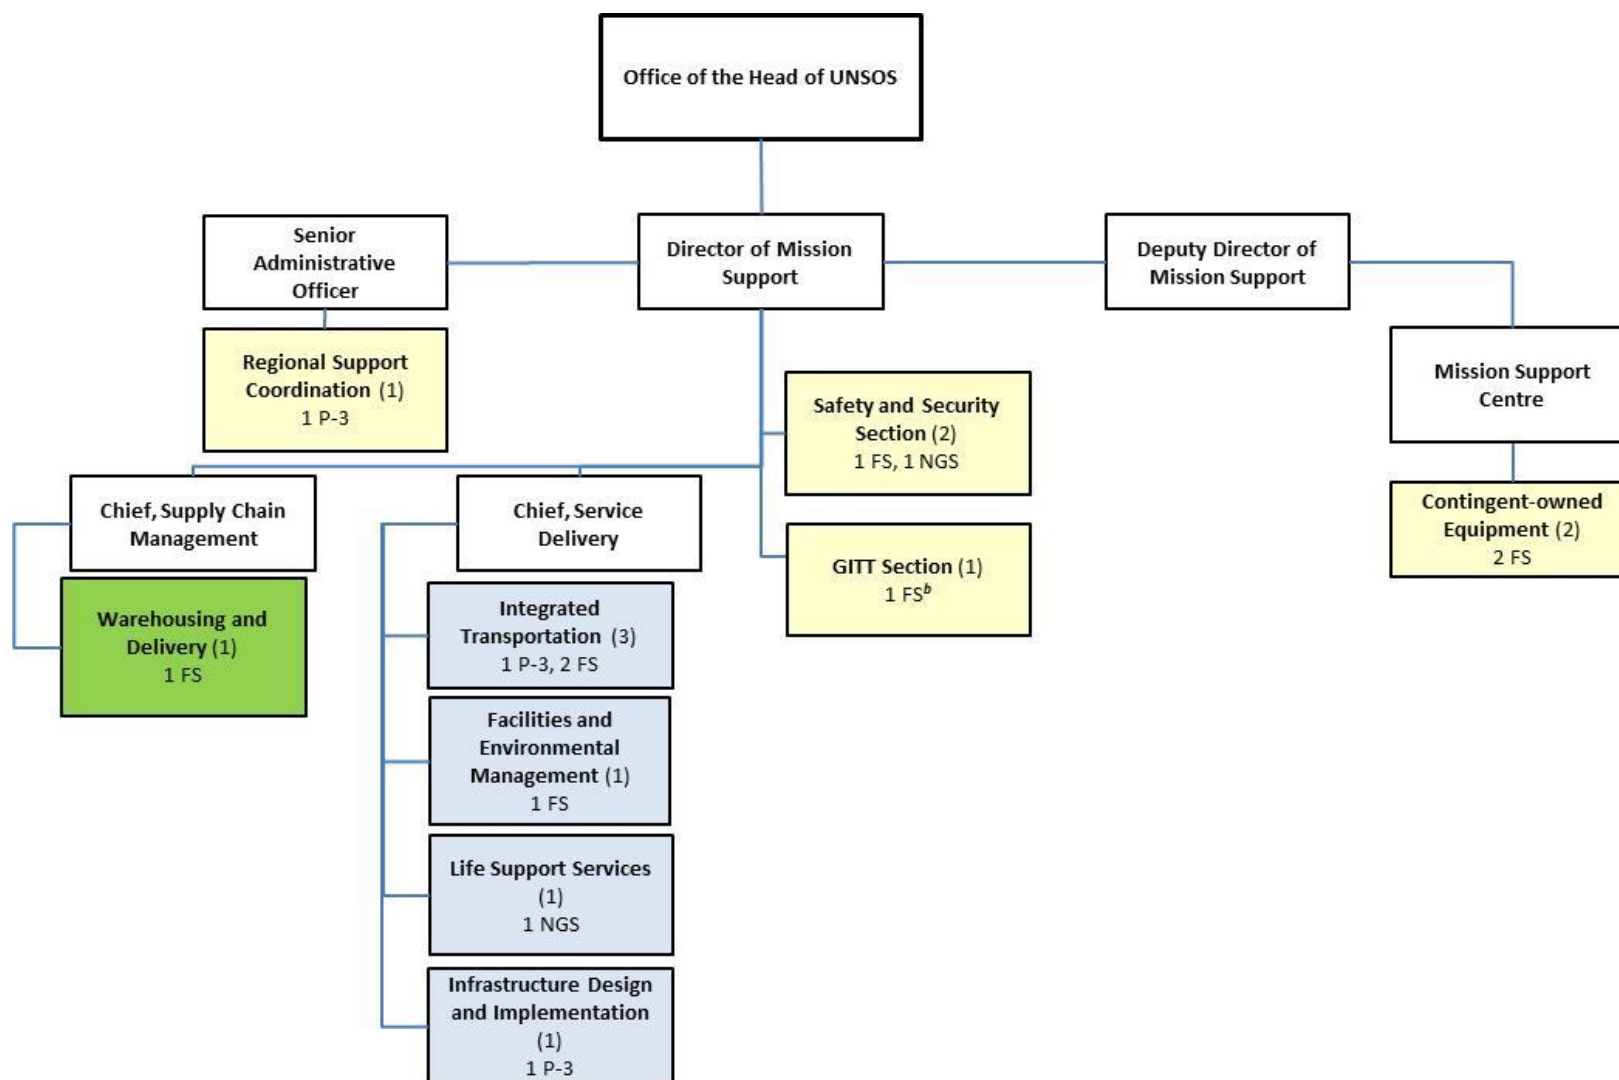 Office of the Head of UNSOS
Senior
Administrative
Officer
Director of Mission
Support
Deputy Director of
Mission Support
Regional Support
Coordination (1)
1 P-3
Safety and Security
Section (2)
1 FS, 1 NGS
Mission Support
Centre
Chief, Supply Chain
Management
Chief, Service
Delivery
GITT Section (1)
1 FSᵇ
Contingent-owned
Equipment (2)
2 FS
Warehousing and
Delivery (1)
1 FS
Integrated
Transportation (3)
1 P-3, 2 FS
Facilities and
Environmental
Management (1)
1 FS
Life Support Services
(1)
1 NGS
Infrastructure Design
and Implementation
(1)
1 P-3